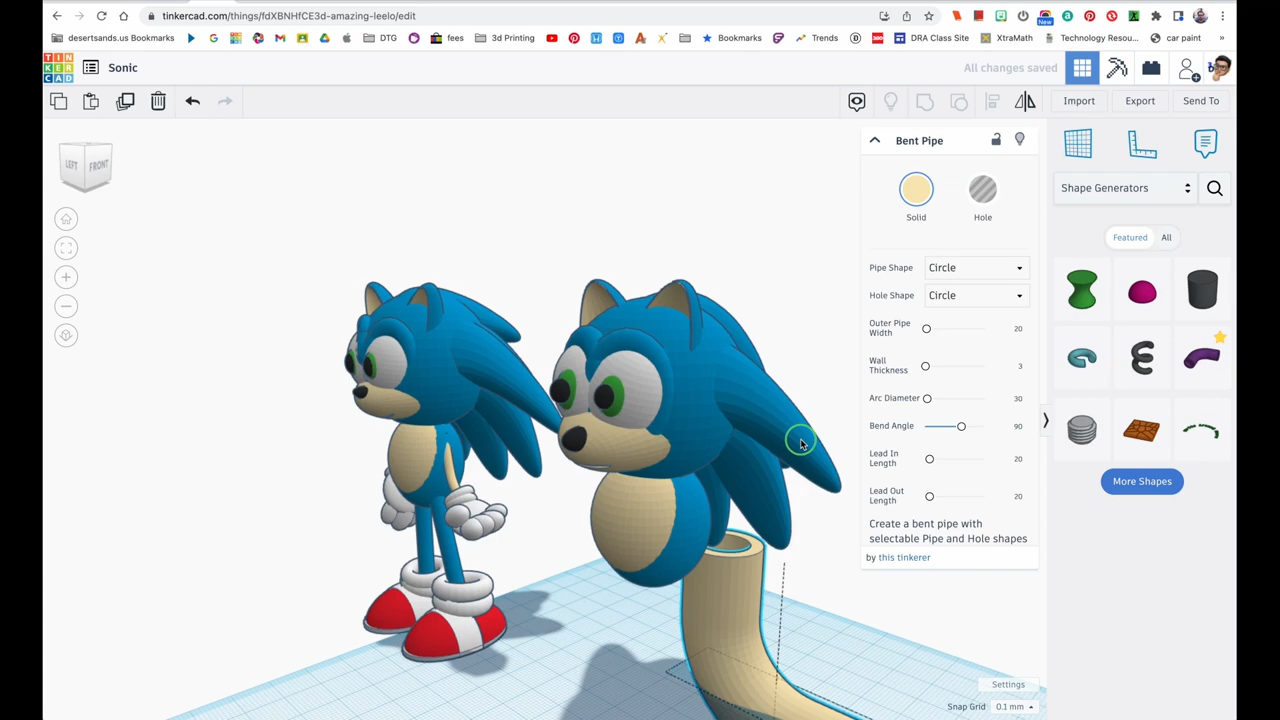 tinkercad.com/things/fdXBNHfCE3d-amazing-leelo/edit
New
desertsands.us Bookmarks
DTG
fees
3d Printing
Bookmarks
Trends
360
DRA Class Site
XtraMath
Technology Resou...
car paint
»
TIN
KER
CAD
Sonic
All changes saved
Import
Export
Send To
LEFT
FRONT
Bent Pipe
Solid
Hole
Pipe Shape
Circle
Hole Shape
Circle
Outer Pipe
Width
20
Wall
Thickness
3
Arc Diameter
30
Bend Angle
90
Lead In
Length
20
Lead Out
Length
20
Create a bent pipe with
selectable Pipe and Hole shapes
by this tinkerer
Shape Generators
Featured
All
More Shapes
Settings
Snap Grid
0.1 mm